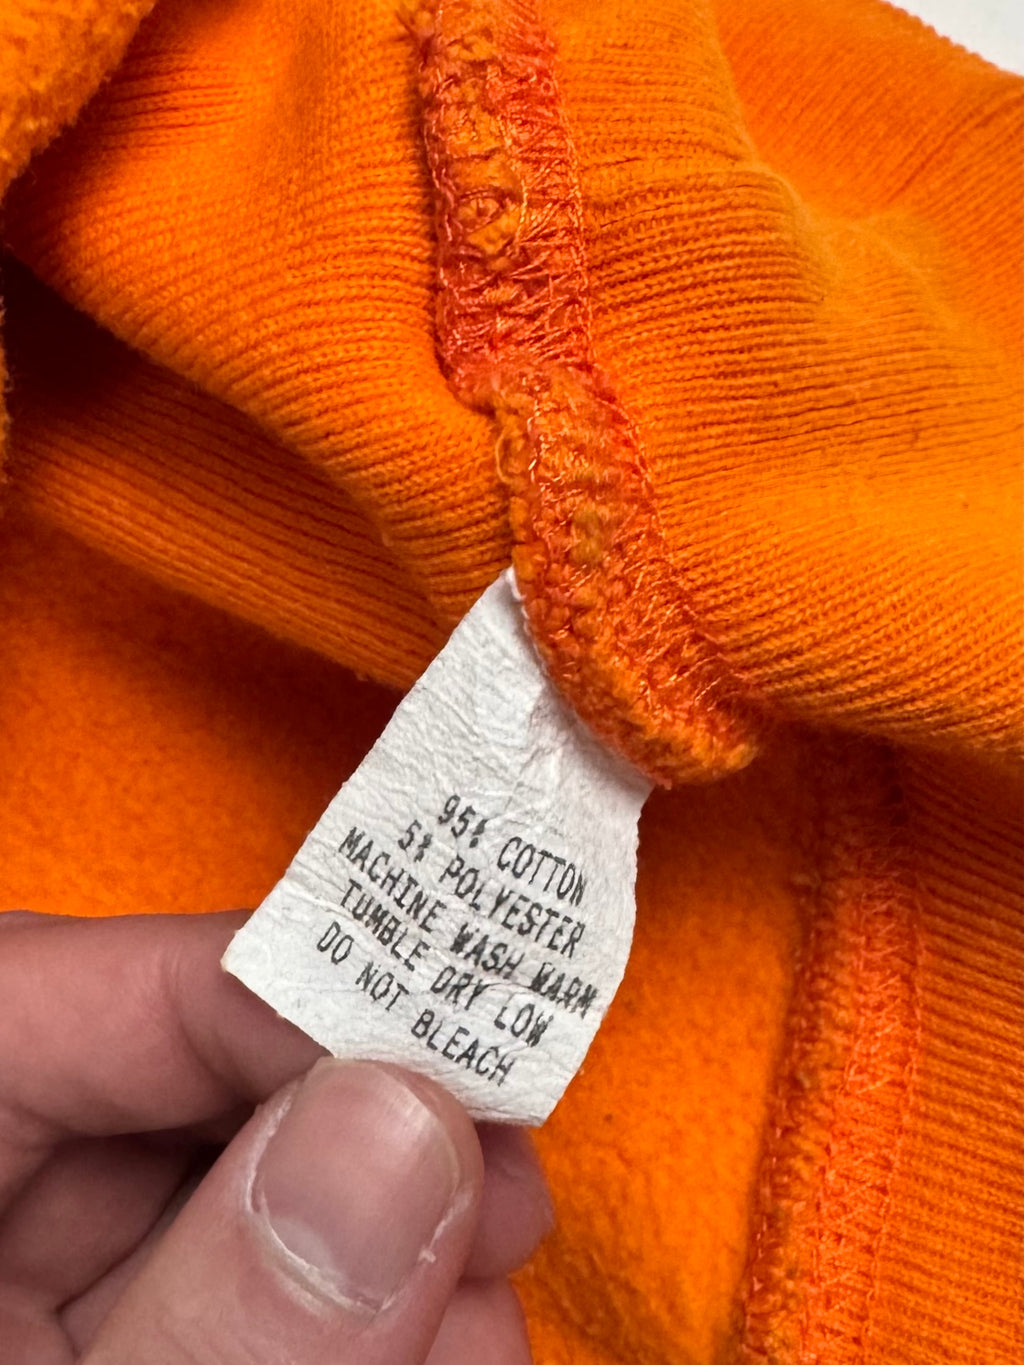 95% COTTON
5% POLYESTER
MACHINE WASH WARM
TUMBLE DRY LOW
DO NOT BLEACH